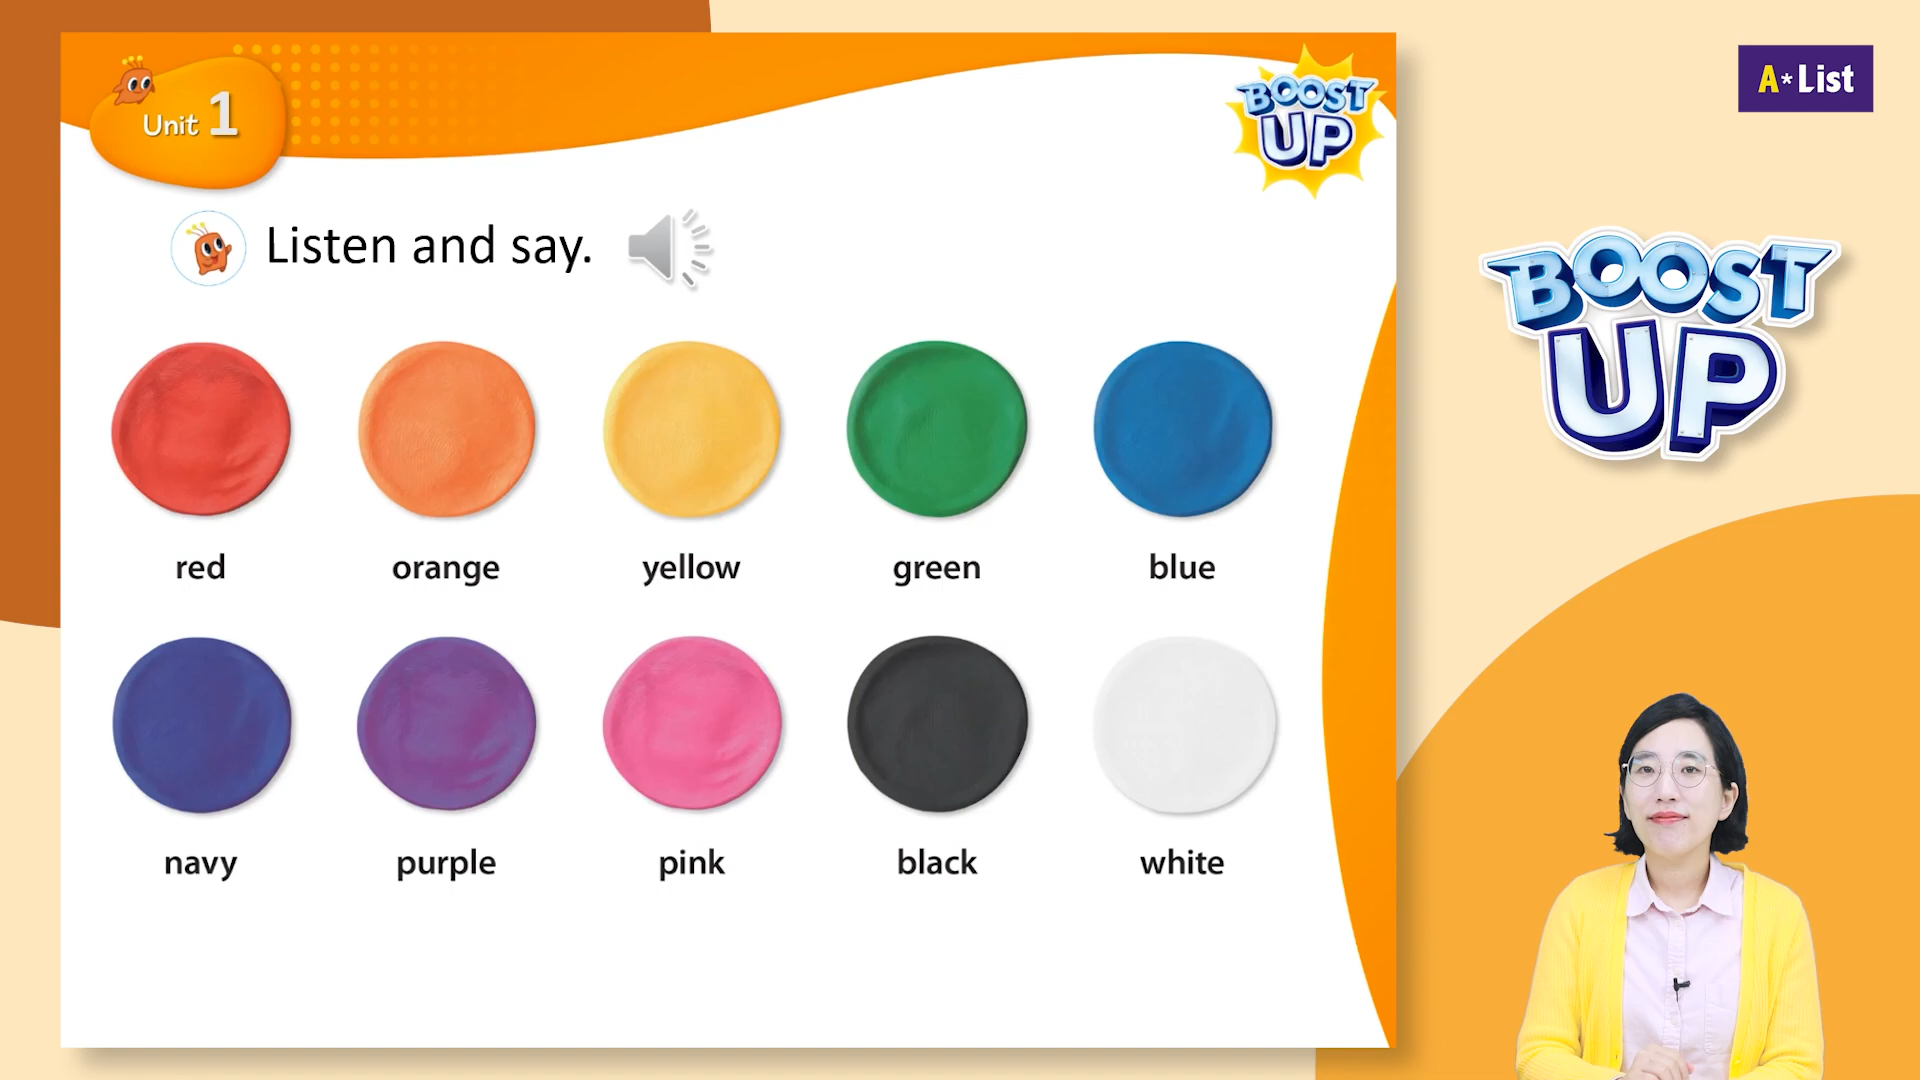 Unit 1
BOOST
UP
A*List
Listen and say.
BOOST
UP
red orange yellow green blue
navy purple pink black white